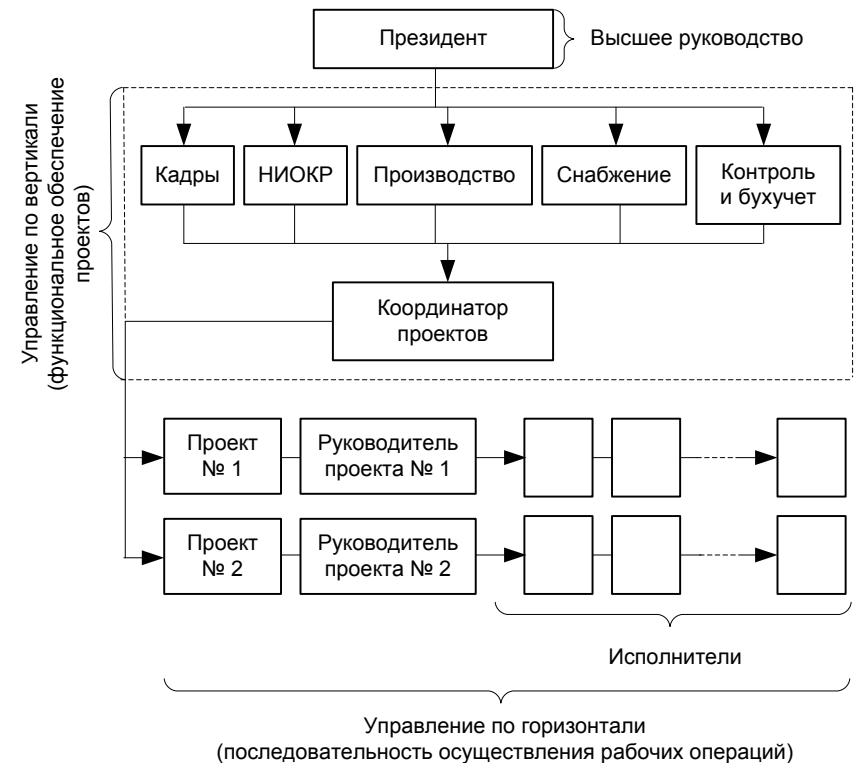 Президент
Высшее руководство
Управление по вертикали
(функциональное обеспечение
проектов)
Кадры
НИОКР
Производство
Снабжение
Контроль
и бухучет
Координатор
проектов
Проект
№ 1
Руководитель
проекта № 1
Проект
№ 2
Руководитель
проекта № 2
Исполнители
Управление по горизонтали
(последовательность осуществления рабочих операций)